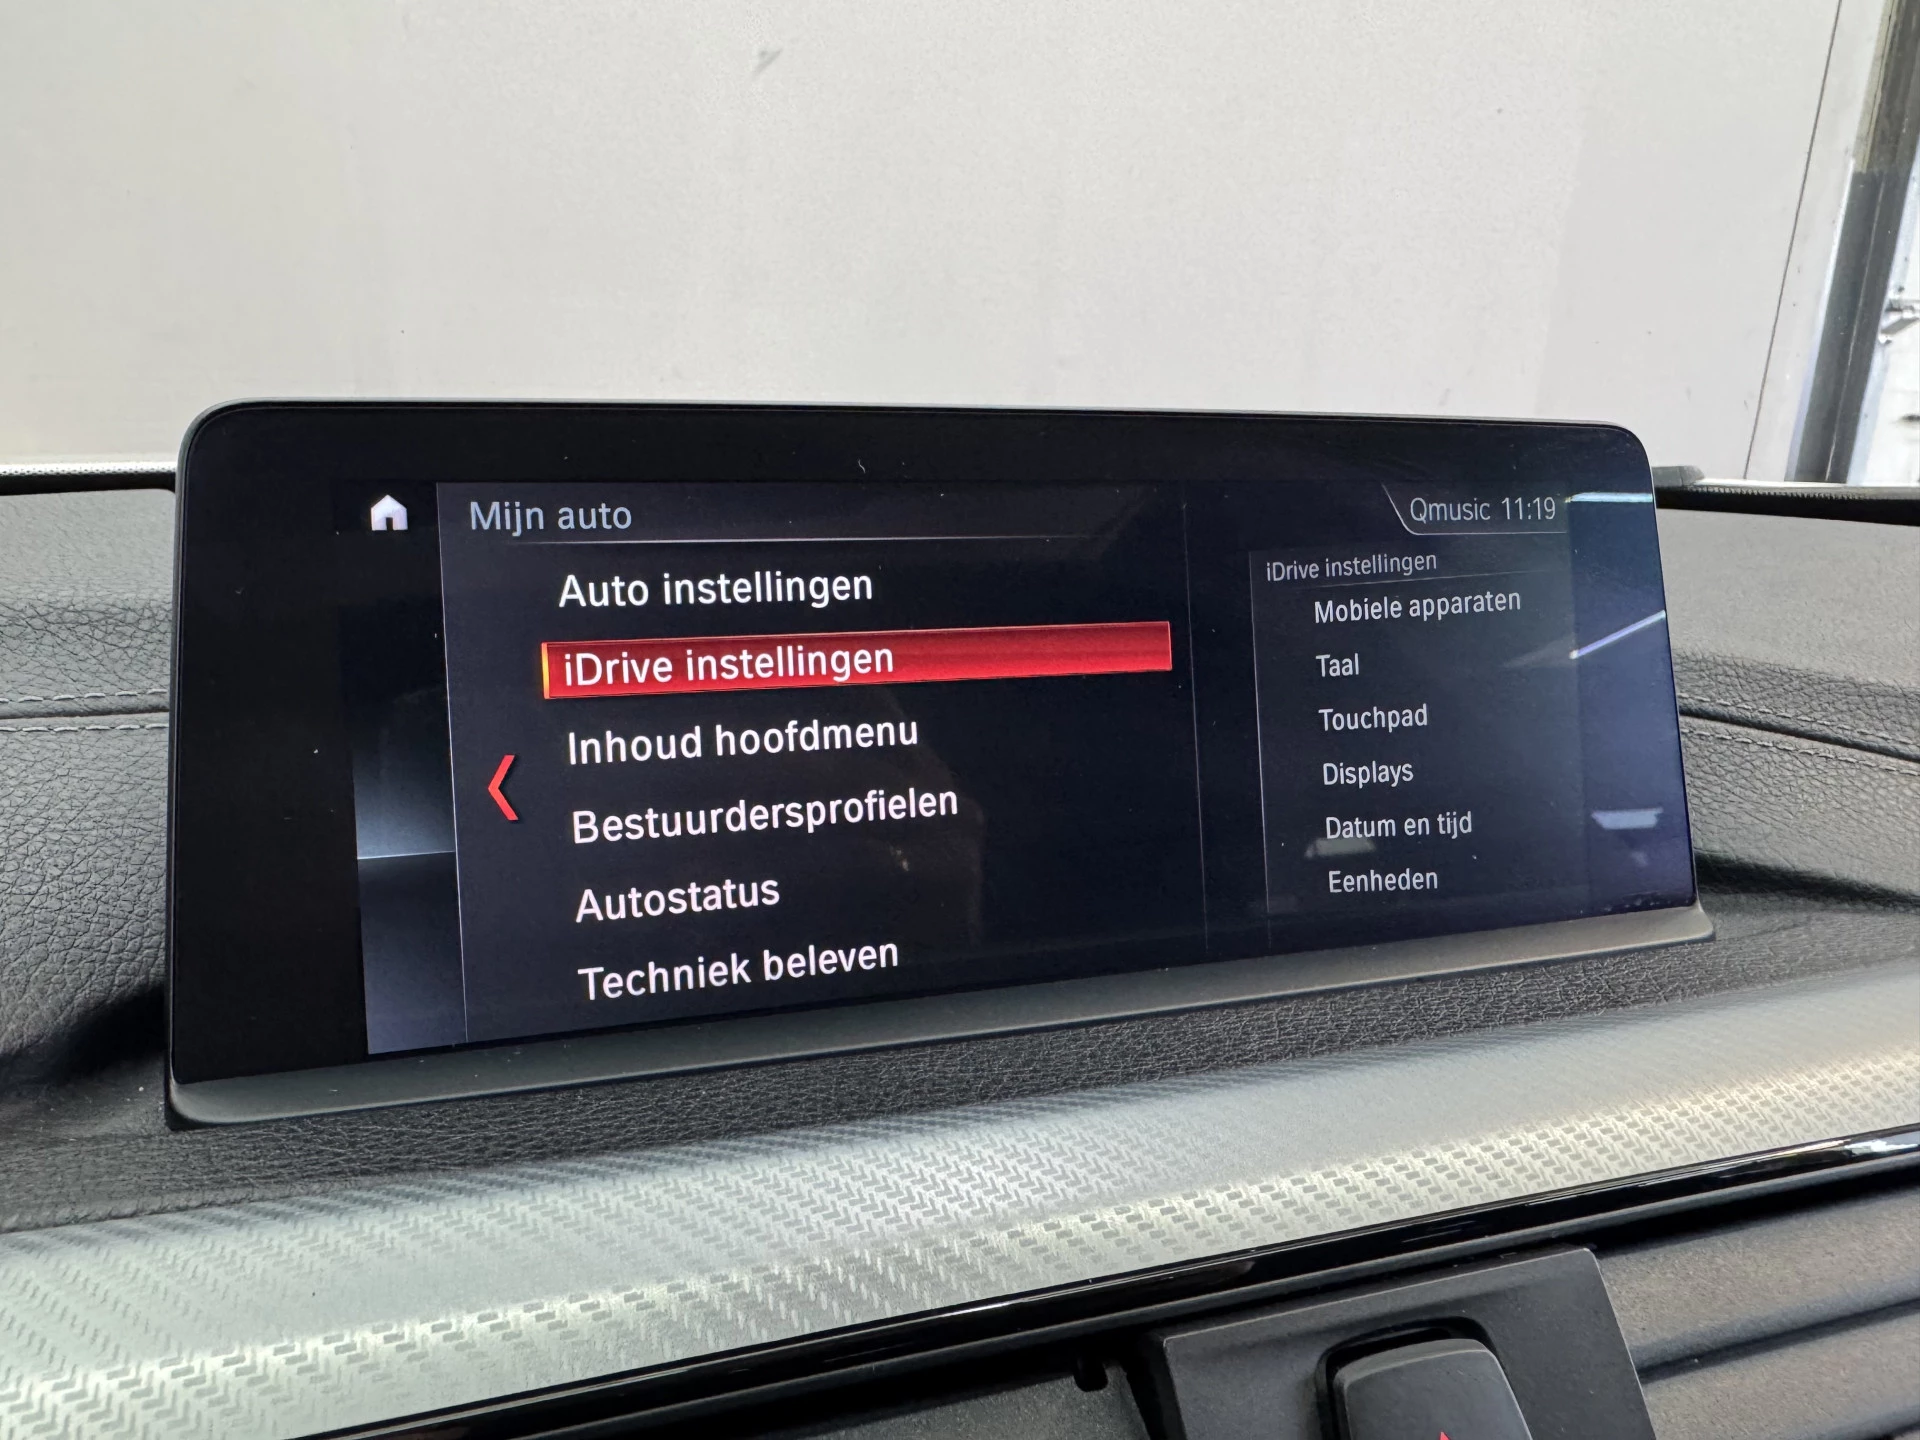 Mijn auto
Qmusic 11:19
Auto instellingen
iDrive instellingen
Inhoud hoofdmenu
Bestuurdersprofielen
Autostatus
Techniek beleven
iDrive instellingen
Mobiele apparaten
Taal
Touchpad
Displays
Datum en tijd
Eenheden